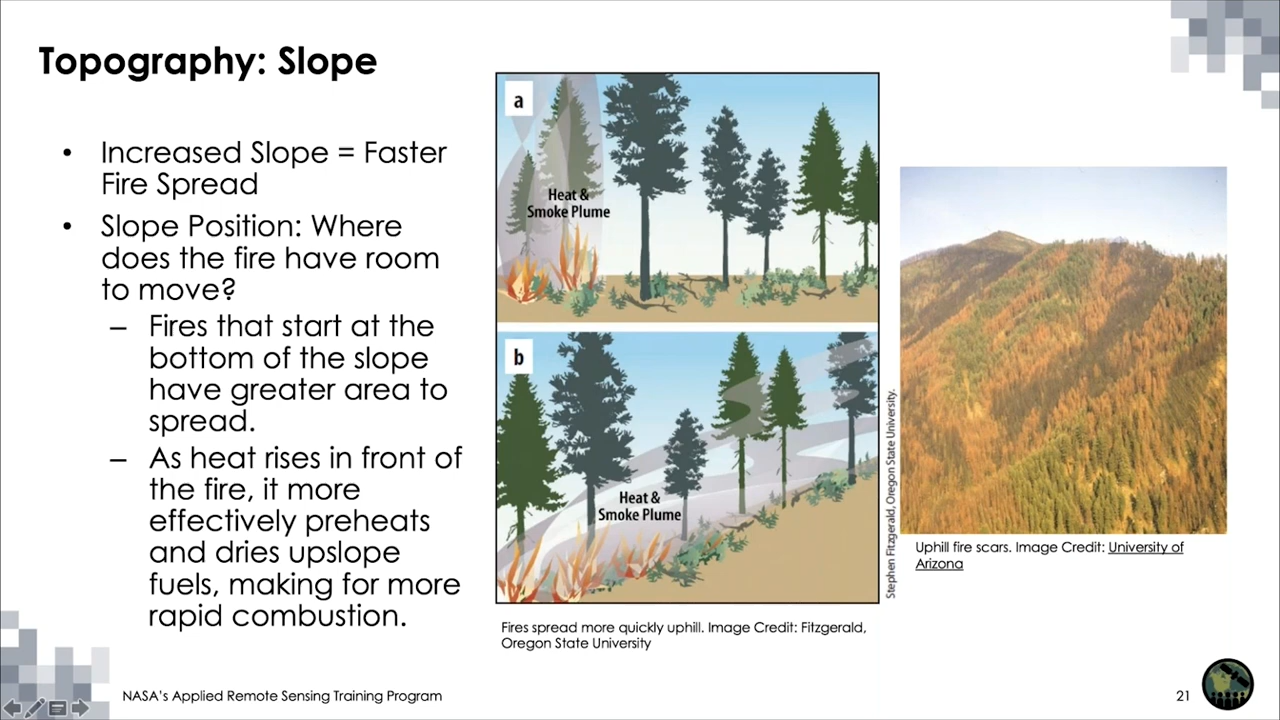 Topography: Slope
• Increased Slope = Faster
Fire Spread
• Slope Position: Where
does the fire have room
to move?
– Fires that start at the
bottom of the slope
have greater area to
spread.
– As heat rises in front of
the fire, it more
effectively preheats
and dries upslope
fuels, making for more
rapid combustion.
a
Heat &
Smoke Plume
b
Heat &
Smoke Plume
Stephen Fitzgerald, Oregon State University.
Fires spread more quickly uphill. Image Credit: Fitzgerald,
Oregon State University
Uphill fire scars. Image Credit: University of
Arizona
NASA's Applied Remote Sensing Training Program
21